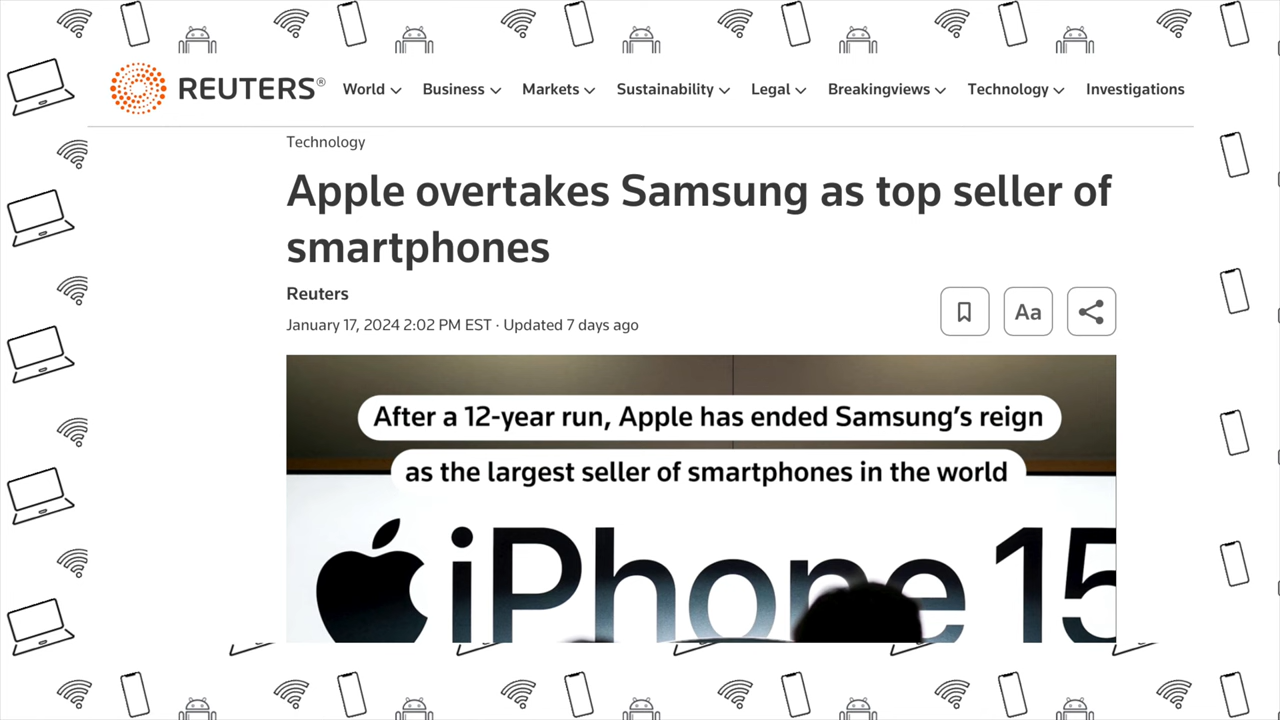 REUTERS®
World Business Markets Sustainability Legal Breakingviews Technology Investigations
Technology
Apple overtakes Samsung as top seller of
smartphones
Reuters
January 17, 2024 2:02 PM EST · Updated 7 days ago
Aa
After a 12-year run, Apple has ended Samsung’s reign
as the largest seller of smartphones in the world
iPhone 15